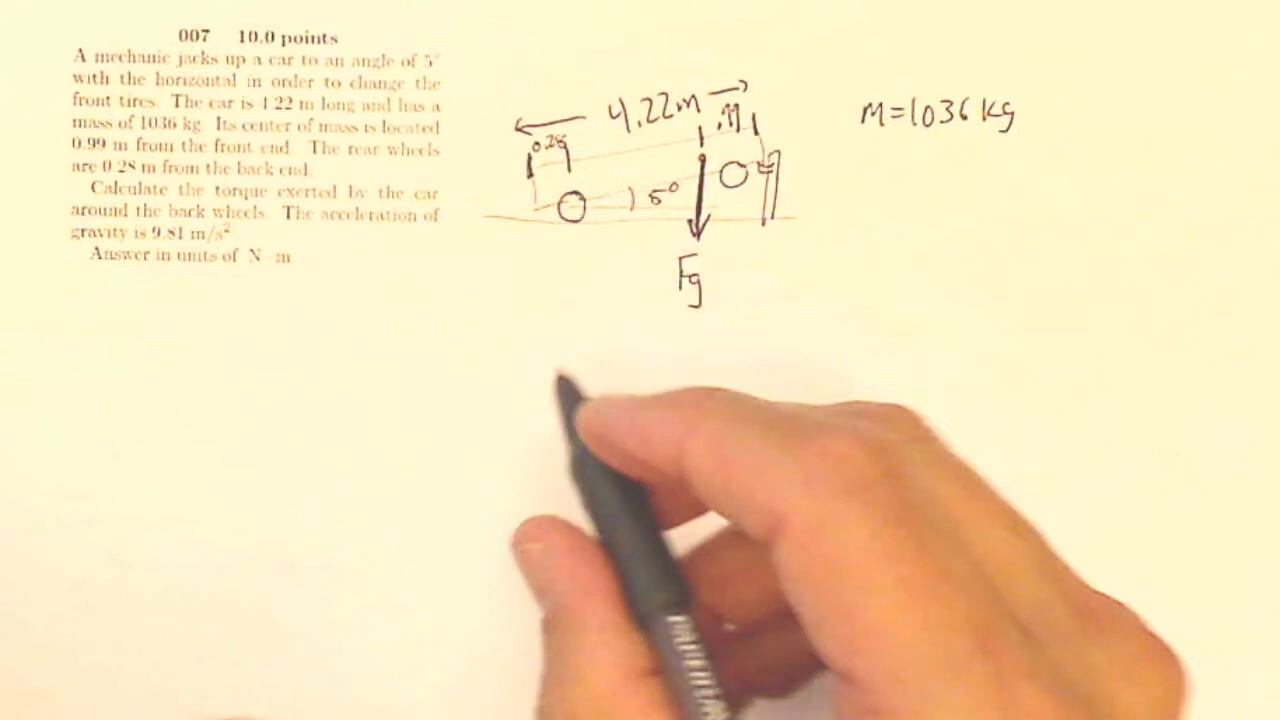 007 10.0 points
A mechanic jacks up a car to an angle of 5°
with the horizontal in order to change the
front tires. The car is 4.22 m long and has a
mass of 1036 kg. Its center of mass is located
0.99 m from the front end. The rear wheels
are 0.28 m from the back end.
Calculate the torque exerted by the car
around the back wheels. The acceleration of
gravity is 9.81 m/s²
Answer in units of N · m
4.22m
0.28
5°
Fg
M=1036 kg